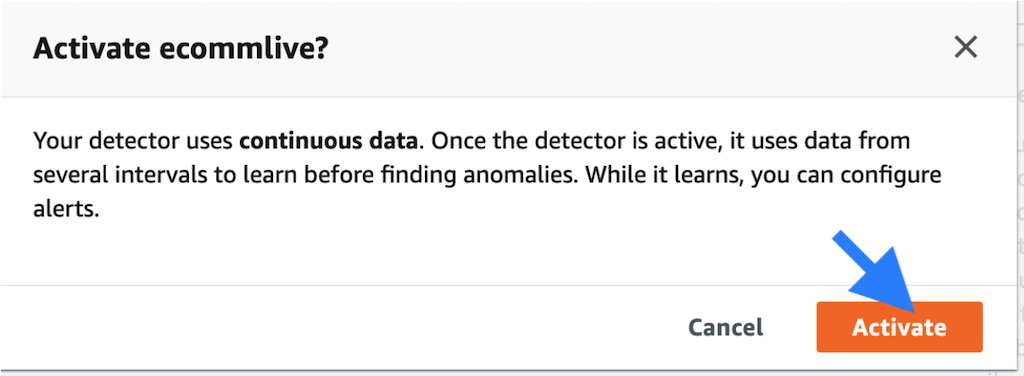 Activate ecommlive?
Your detector uses continuous data. Once the detector is active, it uses data from
several intervals to learn before finding anomalies. While it learns, you can configure
alerts.
Cancel
Activate